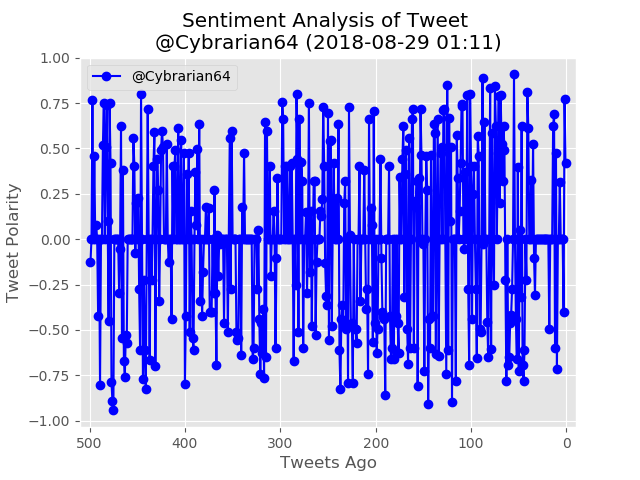 Sentiment Analysis of Tweet
@Cybrarian64 (2018-08-29 01:11)
@Cybrarian64
1.00
0.75
0.50
0.25
0.00
−0.25
−0.50
−0.75
−1.00
Tweet Polarity
500 400 300 200 100 0
Tweets Ago